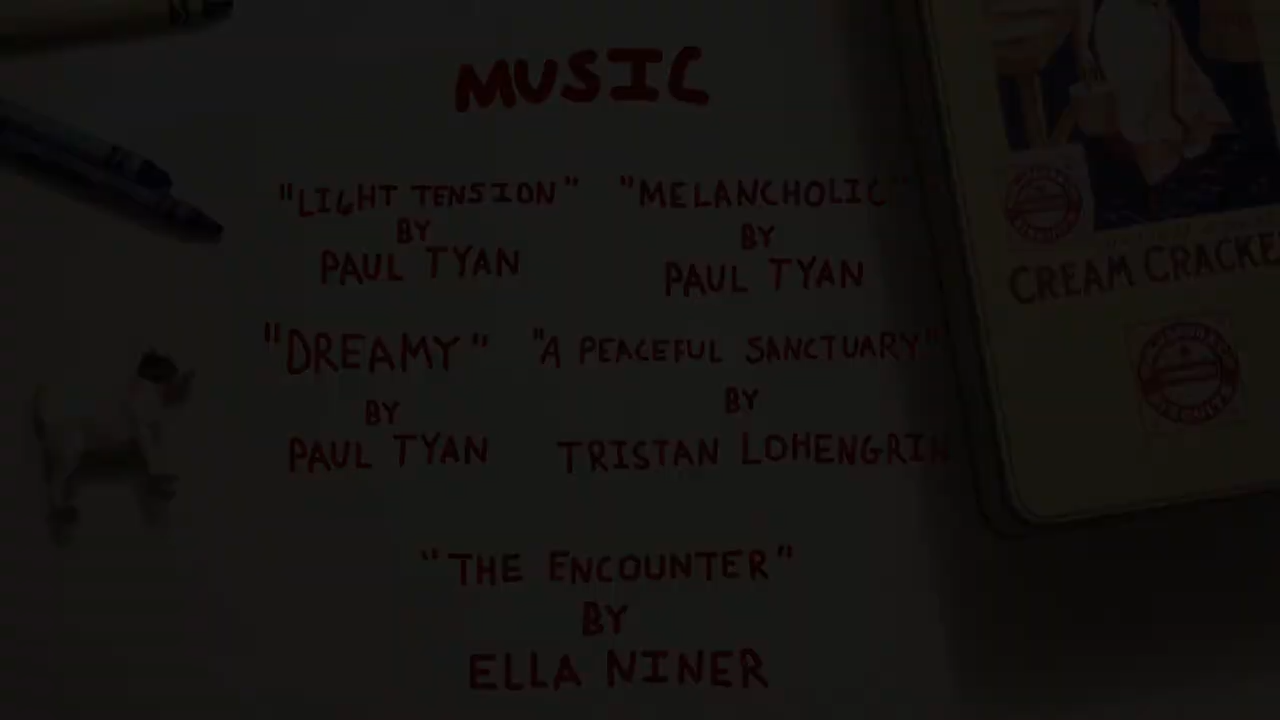 MUSIC
"LIGHT TENSION"
BY
PAUL TYAN
"MELANCHOLIC"
BY
PAUL TYAN
"DREAMY"
BY
PAUL TYAN
"A PEACEFUL SANCTUARY"
BY
TRISTAN LOHENGRIN
"THE ENCOUNTER"
BY
ELLA NINER
CREAM CRACKE